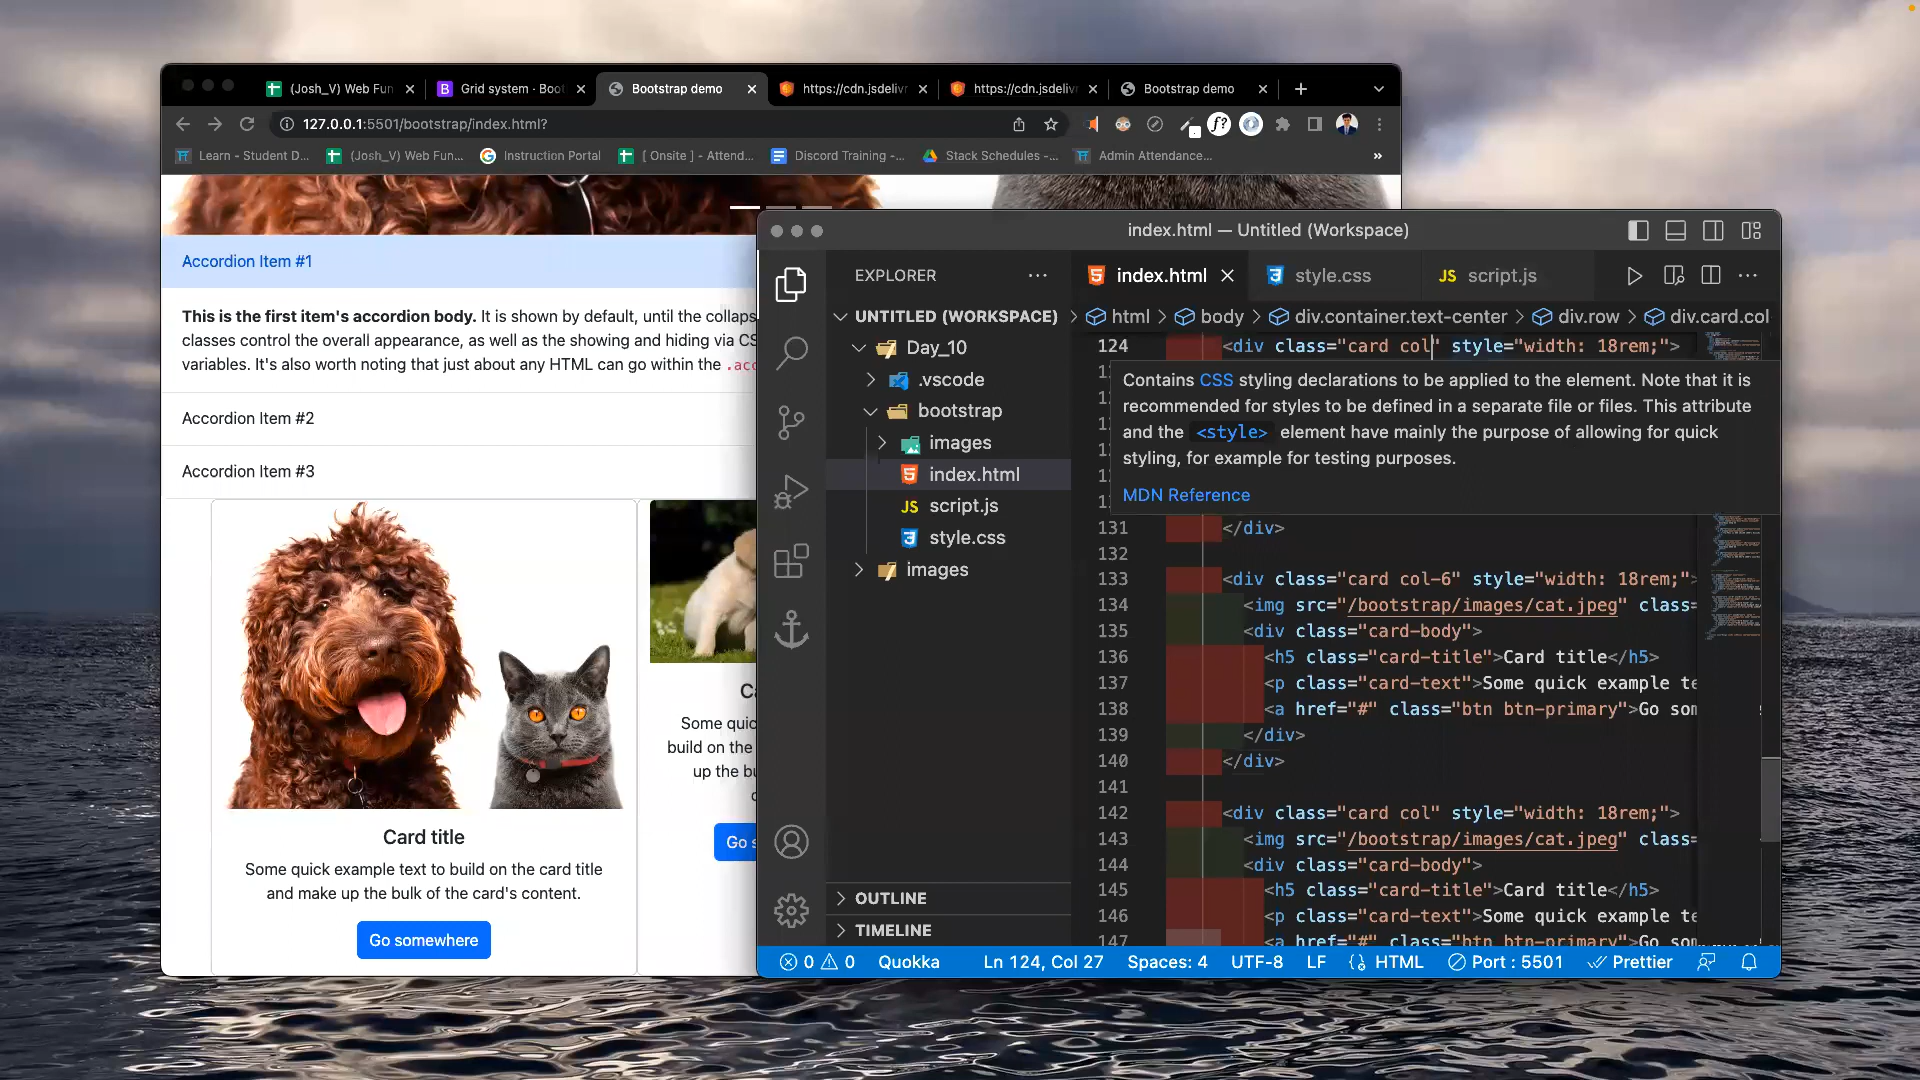 (Josh_V) Web Fun
Grid system · Boot
Bootstrap demo
https://cdn.jsdelivr
https://cdn.jsdelivr
Bootstrap demo
127.0.0.1:5501/bootstrap/index.html?
Learn - Student D...
(Josh_V) Web Fun...
Instruction Portal
[ Onsite ] - Attend...
Discord Training -...
Stack Schedules -...
Admin Attendance...
»
Accordion Item #1
This is the first item's accordion body. It is shown by default, until the collaps
classes control the overall appearance, as well as the showing and hiding via CS
variables. It's also worth noting that just about any HTML can go within the .acc
Accordion Item #2
Accordion Item #3
Card title
Some quick example text to build on the card title
and make up the bulk of the card's content.
Go somewhere
Ca
Some quic
build on the
up the bu
Go s
index.html — Untitled (Workspace)
EXPLORER
UNTITLED (WORKSPACE)
Day_10
.vscode
bootstrap
images
index.html
script.js
style.css
images
OUTLINE
TIMELINE
index.html
style.css
JS script.js
html > body > div.container.text-center > div.row > div.card.col
124 <div class="card col" style="width: 18rem;">
Contains CSS styling declarations to be applied to the element. Note that it is
recommended for styles to be defined in a separate file or files. This attribute
and the <style> element have mainly the purpose of allowing for quick
styling, for example for testing purposes.
MDN Reference
131 </div>
132
133 <div class="card col-6" style="width: 18rem;">
134 <img src="/bootstrap/images/cat.jpeg" class=
135 <div class="card-body">
136 <h5 class="card-title">Card title</h5>
137 <p class="card-text">Some quick example te
138 <a href="#" class="btn btn-primary">Go som
139 </div>
140 </div>
141
142 <div class="card col" style="width: 18rem;">
143 <img src="/bootstrap/images/cat.jpeg" class=
144 <div class="card-body">
145 <h5 class="card-title">Card title</h5>
146 <p class="card-text">Some quick example te
147 <a href="#" class="btn btn-primary">Go som
0 0 Quokka Ln 124, Col 27 Spaces: 4 UTF-8 LF HTML Port : 5501 Prettier